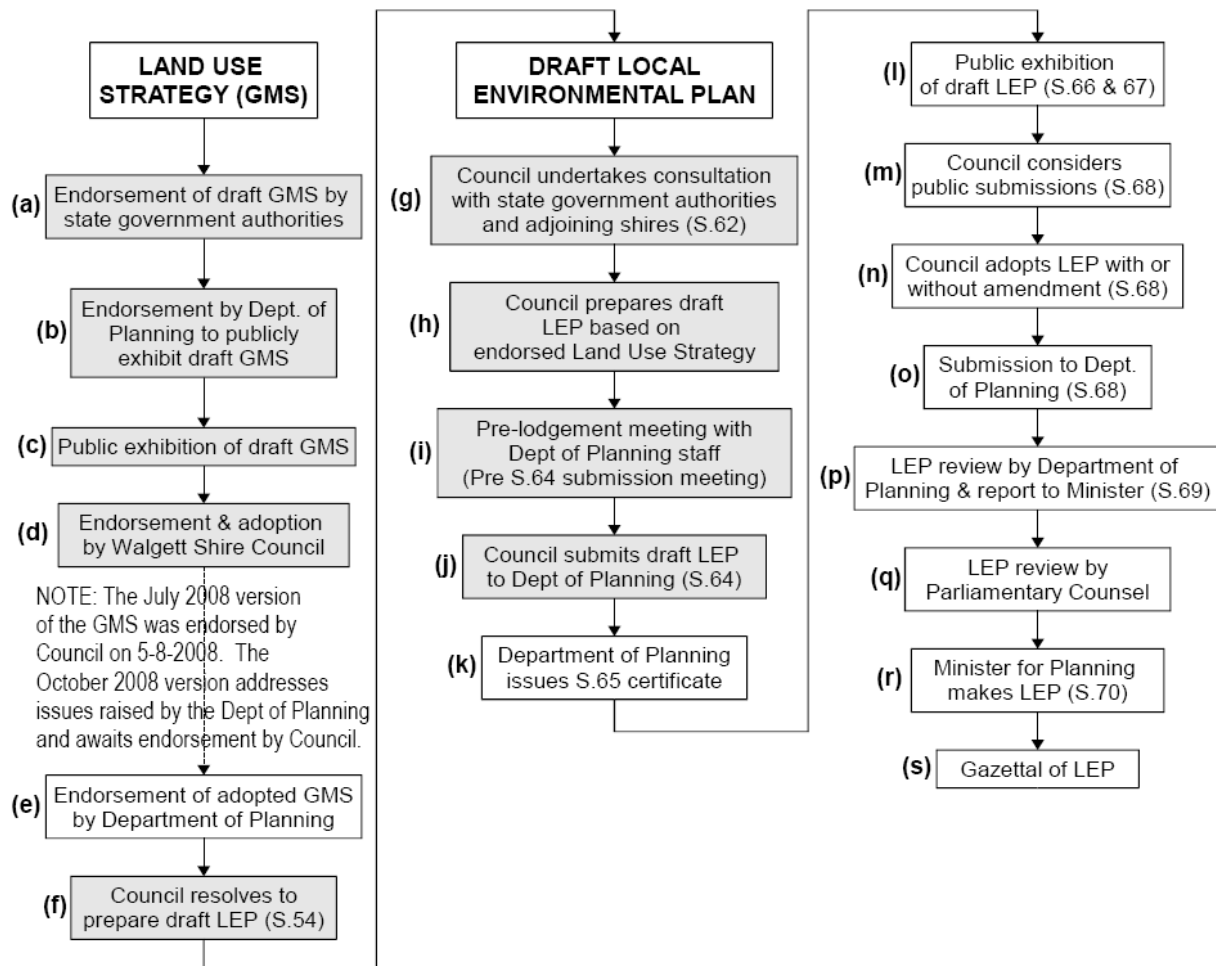 LAND USE
STRATEGY (GMS)
(a)
Endorsement of draft GMS by
state government authorities
(b)
Endorsement by Dept. of
Planning to publicly
exhibit draft GMS
(c)
Public exhibition of draft GMS
(d)
Endorsement & adoption
by Walgett Shire Council
NOTE: The July 2008 version
of the GMS was endorsed by
Council on 5-8-2008. The
October 2008 version addresses
issues raised by the Dept of Planning
and awaits endorsement by Council.
(e)
Endorsement of adopted GMS
by Department of Planning
(f)
Council resolves to
prepare draft LEP (S.54)
DRAFT LOCAL
ENVIRONMENTAL PLAN
(g)
Council undertakes consultation
with state government authorities
and adjoining shires (S.62)
(h)
Council prepares draft
LEP based on
endorsed Land Use Strategy
(i)
Pre-lodgement meeting with
Dept of Planning staff
(Pre S.64 submission meeting)
(j)
Council submits draft LEP
to Dept of Planning (S.64)
(k)
Department of Planning
issues S.65 certificate
(l)
Public exhibition
of draft LEP (S.66 & 67)
(m)
Council considers
public submissions (S.68)
(n)
Council adopts LEP with or
without amendment (S.68)
(o)
Submission to Dept.
of Planning (S.68)
(p)
LEP review by Department of
Planning & report to Minister (S.69)
(q)
LEP review by
Parliamentary Counsel
(r)
Minister for Planning
makes LEP (S.70)
(s)
Gazettal of LEP